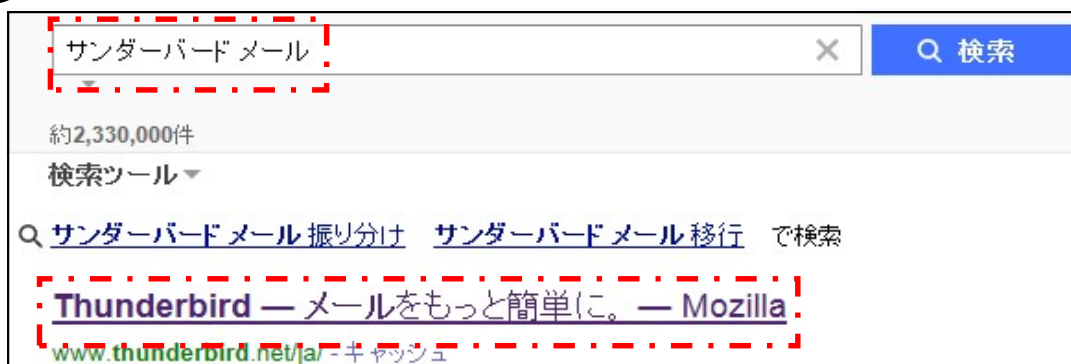 サンダーバード メール
検索
約2,330,000件
検索ツール
サンダーバード メール 振り分け サンダーバード メール 移行 で検索
Thunderbird — メールをもっと簡単に。 — Mozilla
www.thunderbird.net/ja/ - キャッシュ